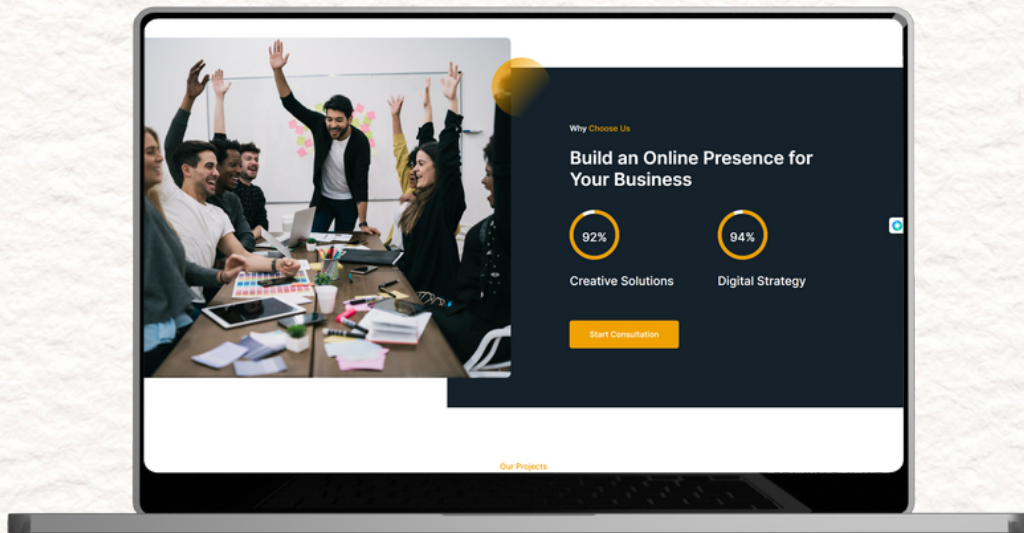 Why Choose Us
Build an Online Presence for
Your Business
92%
94%
Creative Solutions
Digital Strategy
Start Consultation
Our Projects